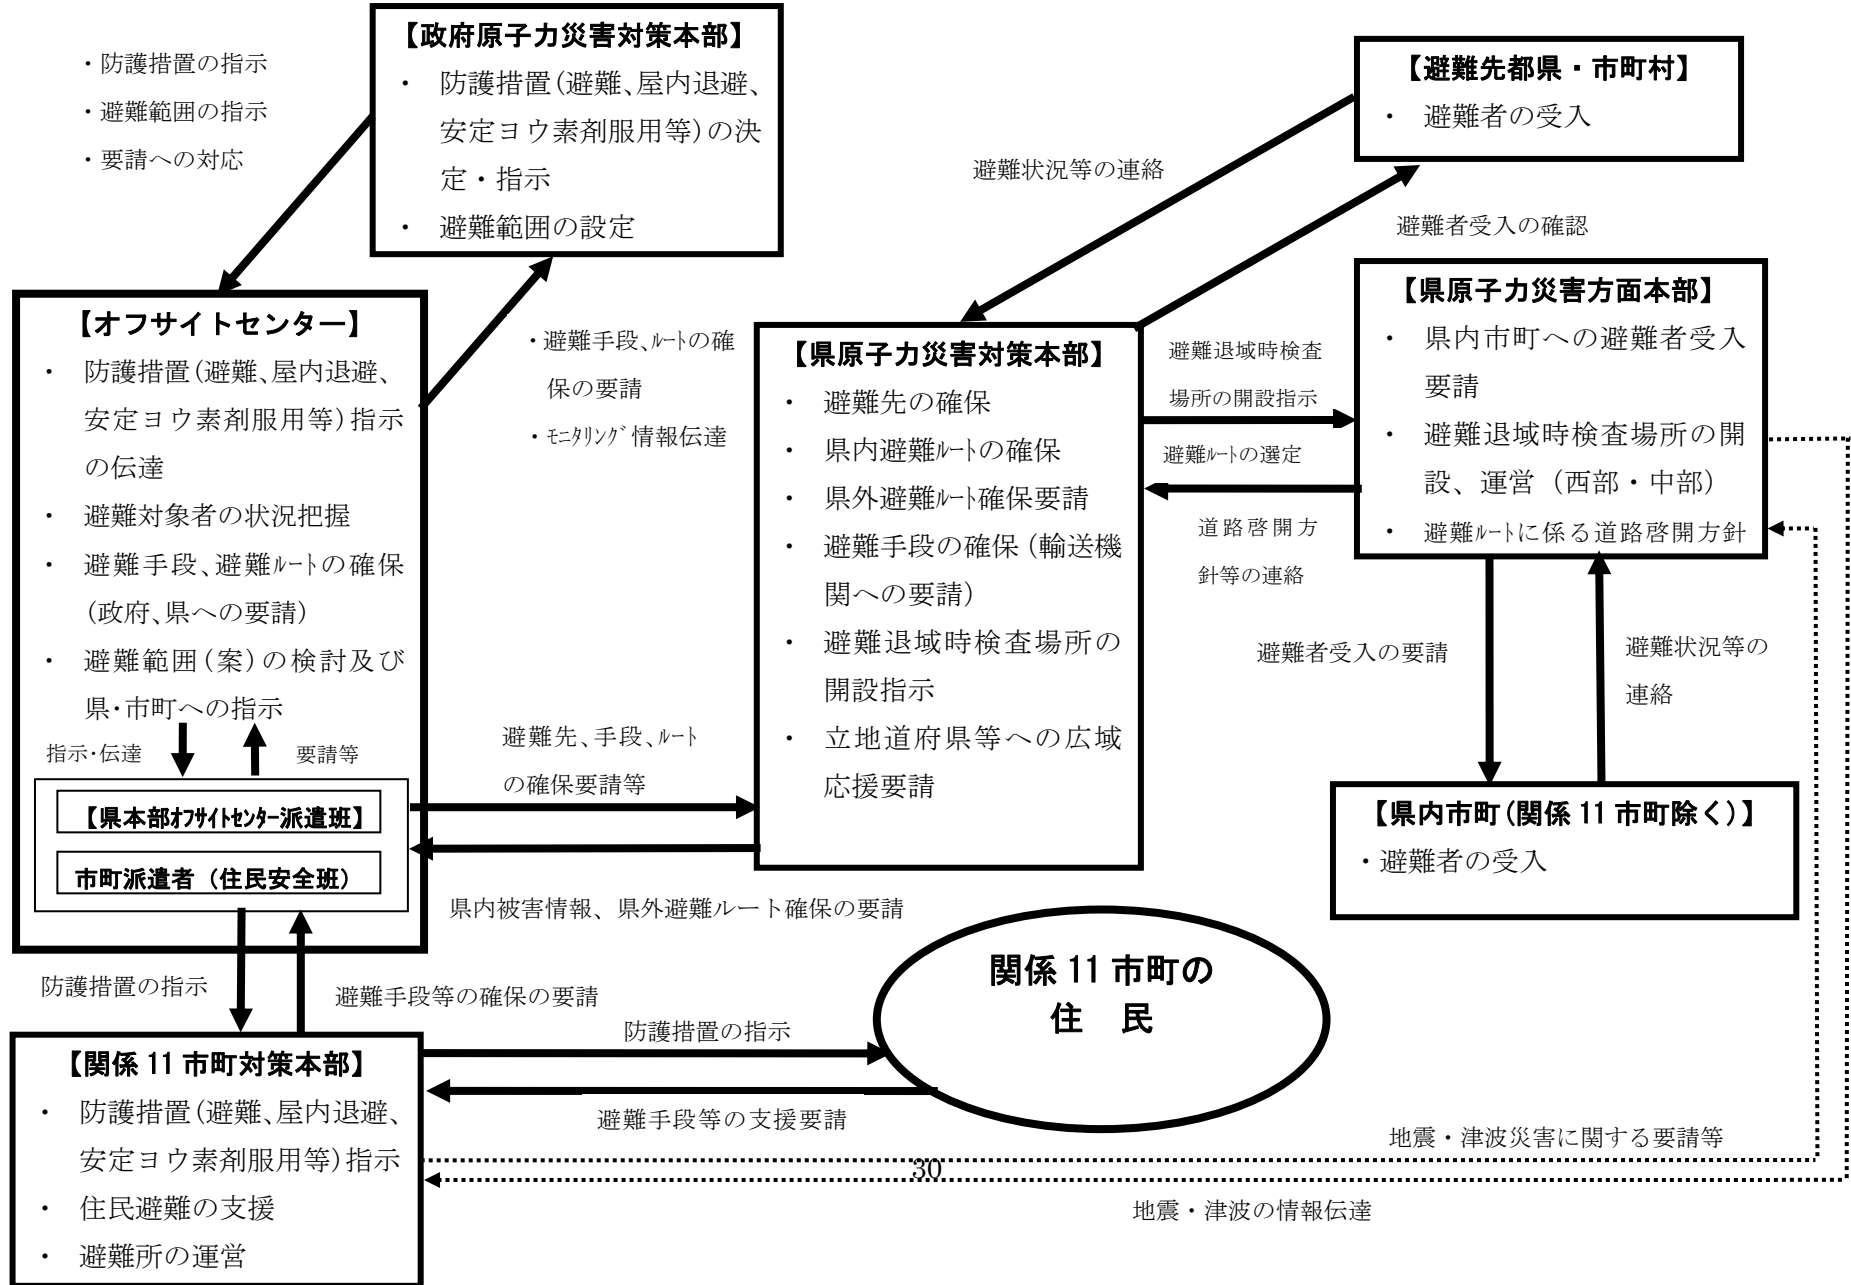 ・防護措置の指示
・避難範囲の指示
・要請への対応
【政府原子力災害対策本部】
・ 防護措置(避難、屋内退避、
安定ヨウ素剤服用等)の決
定・指示
・ 避難範囲の設定
【避難先都県・市町村】
・ 避難者の受入
避難状況等の連絡
避難者受入の確認
【オフサイトセンター】
・ 防護措置(避難、屋内退避、
安定ヨウ素剤服用等)指示
の伝達
・ 避難対象者の状況把握
・ 避難手段、避難ルートの確保
(政府、県への要請)
・ 避難範囲(案)の検討及び
県・市町への指示
指示・伝達
要請等
【県本部オフサイトセンター派遣班】
市町派遣者(住民安全班)
・避難手段、ルートの確
保の要請
・モニタリング情報伝達
【県原子力災害対策本部】
・ 避難先の確保
・ 県内避難ルートの確保
・ 県外避難ルート確保要請
・ 避難手段の確保(輸送機
関への要請)
・ 避難退域時検査場所の
開設指示
・ 立地道府県等への広域
応援要請
避難退域時検査
場所の開設指示
避難ルートの選定
道路啓開方
針等の連絡
【県原子力災害方面本部】
・ 県内市町への避難者受入
要請
・ 避難退域時検査場所の開
設、運営(西部・中部)
・ 避難ルートに係る道路啓開方針
避難者受入の要請
避難状況等の
連絡
【県内市町(関係 11 市町除く)】
・避難者の受入
避難先、手段、ルート
の確保要請等
県内被害情報、県外避難ルート確保の要請
関係 11 市町の
住 民
防護措置の指示
避難手段等の確保の要請
防護措置の指示
避難手段等の支援要請
【関係 11 市町対策本部】
・ 防護措置(避難、屋内退避、
安定ヨウ素剤服用等)指示
・ 住民避難の支援
・ 避難所の運営
地震・津波災害に関する要請等
30
地震・津波の情報伝達